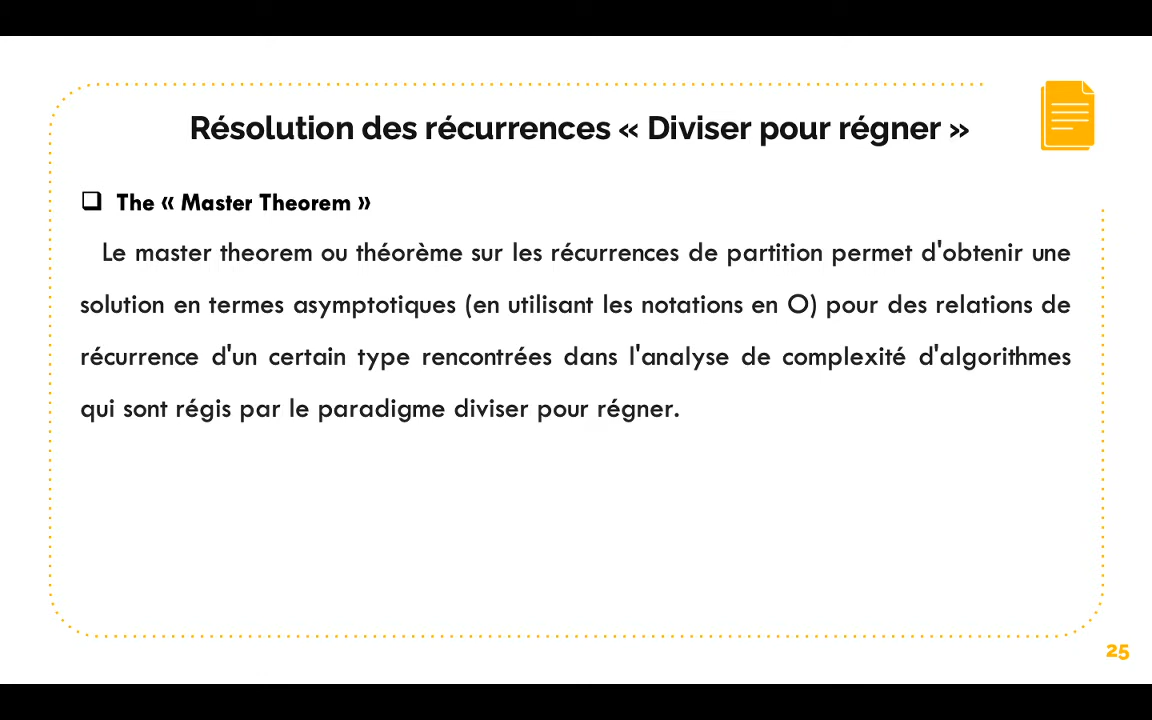 Résolution des récurrences « Diviser pour régner »
The « Master Theorem »
Le master theorem ou théorème sur les récurrences de partition permet d'obtenir une
solution en termes asymptotiques (en utilisant les notations en O) pour des relations de
récurrence d'un certain type rencontrées dans l'analyse de complexité d'algorithmes
qui sont régis par le paradigme diviser pour régner.
25